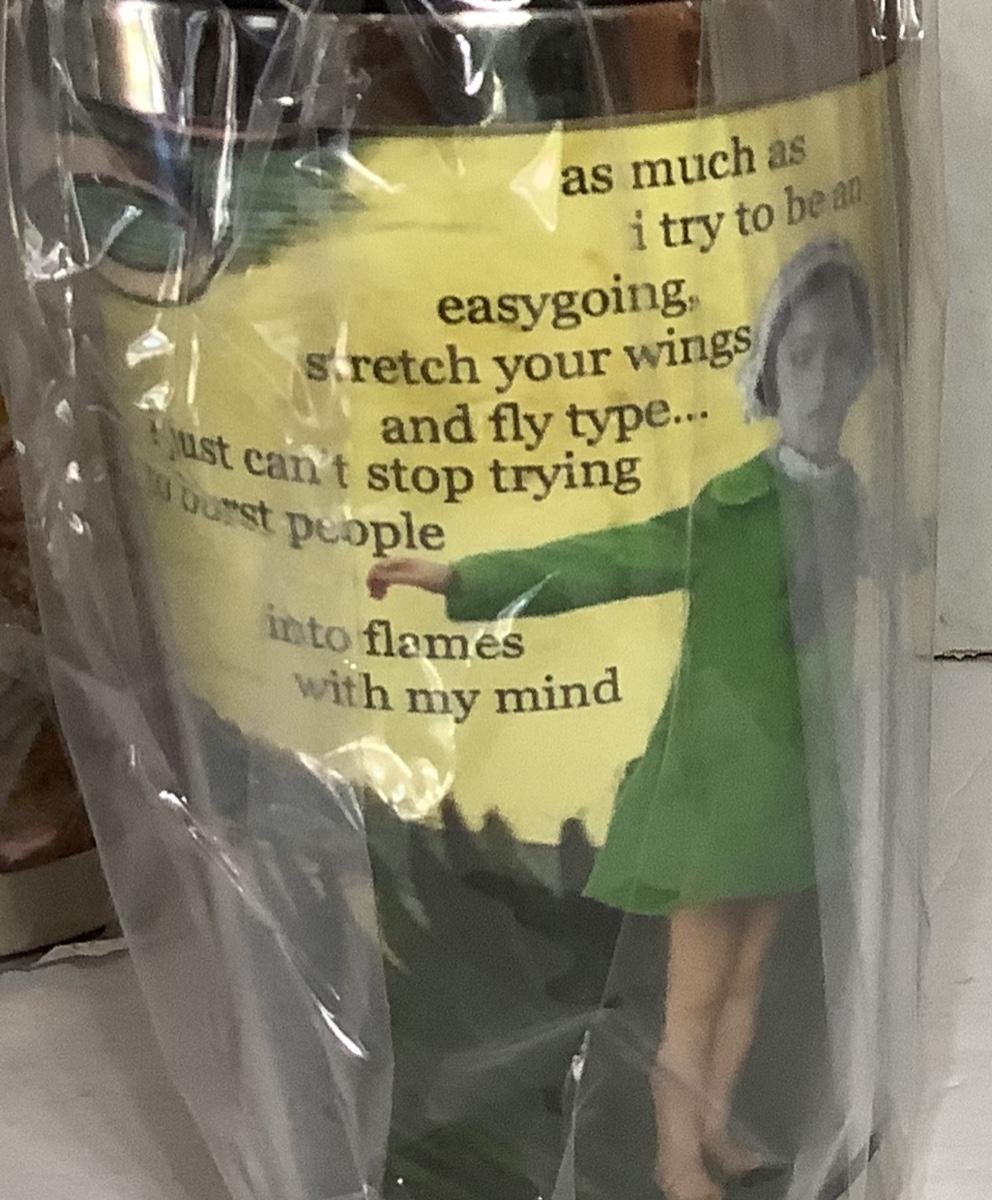 as much as
i try to be an
easygoing,
stretch your wings
and fly type...
i just can't stop trying
to burst people
into flames
with my mind